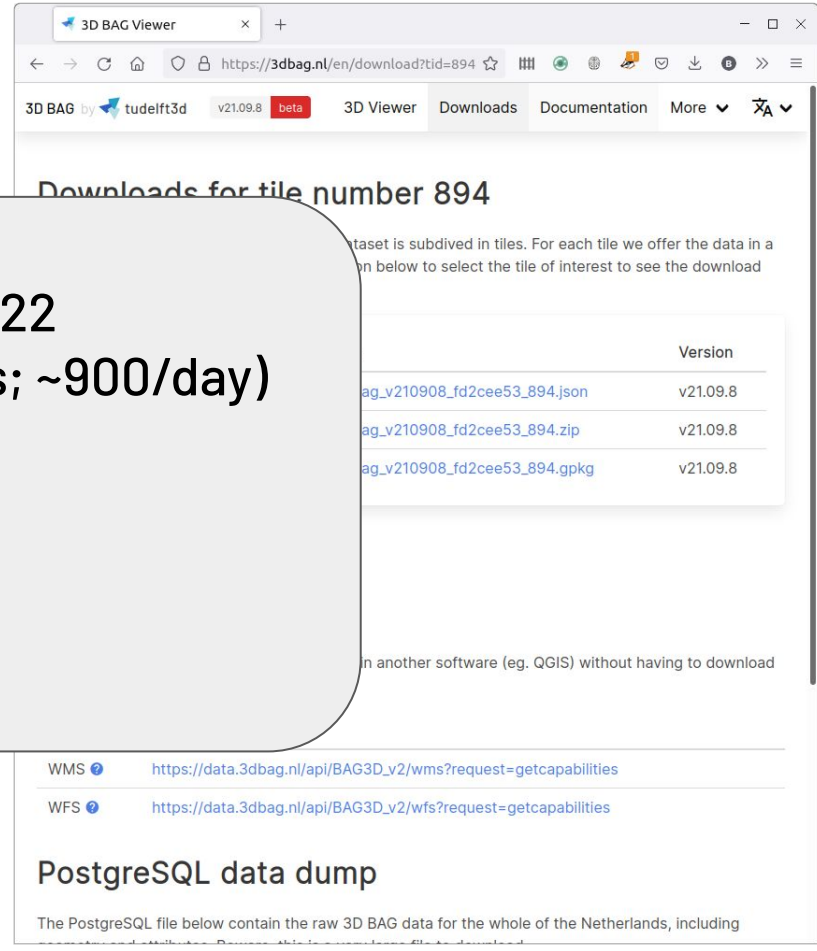 3D BAG Viewer
https://3dbag.nl/en/download?tid=894
3D BAG by tudelft3d v21.09.8 beta 3D Viewer Downloads Documentation More
Downloads for tile number 894
is subdived in tiles. For each tile we offer the data in a
below to select the tile of interest to see the download
22
; ~900/day)
Version
ag_v210908_fd2cee53_894.json v21.09.8
ag_v210908_fd2cee53_894.zip v21.09.8
ag_v210908_fd2cee53_894.gpkg v21.09.8
in another software (eg. QGIS) without having to download
WMS https://data.3dbag.nl/api/BAG3D_v2/wms?request=getcapabilities
WFS https://data.3dbag.nl/api/BAG3D_v2/wfs?request=getcapabilities
PostgreSQL data dump
The PostgreSQL file below contain the raw 3D BAG data for the whole of the Netherlands, including